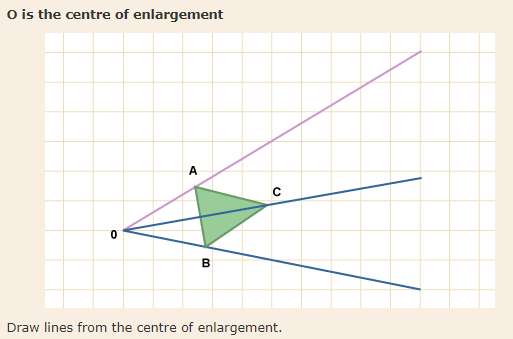 O is the centre of enlargement
A
C
0
B
Draw lines from the centre of enlargement.